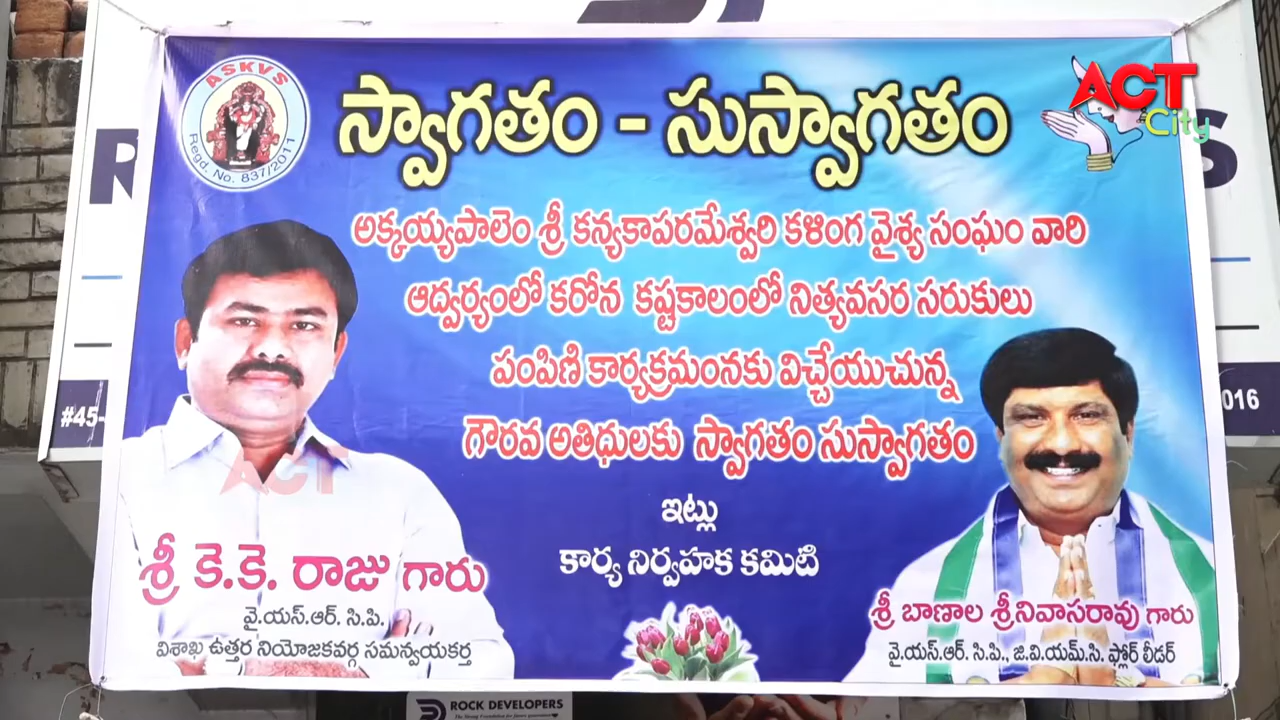 ASKVS
Regd. No. 837/2011
స్వాగతం - సుస్వాగతం
ACT
City
అక్కయ్యపాలెం శ్రీ కన్యకాపరమేశ్వరి కళింగ వైశ్య సంఘం వారి
ఆద్వర్యంలో కరోన కష్టకాలంలో నిత్యవసర సరుకులు
పంపిణి కార్యక్రమంనకు విచ్చేయుచున్న
గౌరవ అతిధులకు స్వాగతం సుస్వాగతం
ఇట్లు
కార్య నిర్వహక కమిటి
ACT
శ్రీ కె.కె. రాజు గారు
వై.యస్.ఆర్. సి.పి.
విశాఖ ఉత్తర నియోజకవర్గ సమన్వయకర్త
శ్రీ బాణాల శ్రీనివాసరావు గారు
వై.యస్.ఆర్. సి.పి., జి.వి.యమ్.సి. ఫ్లోర్ లీడర్
#45-
016
ROCK DEVELOPERS